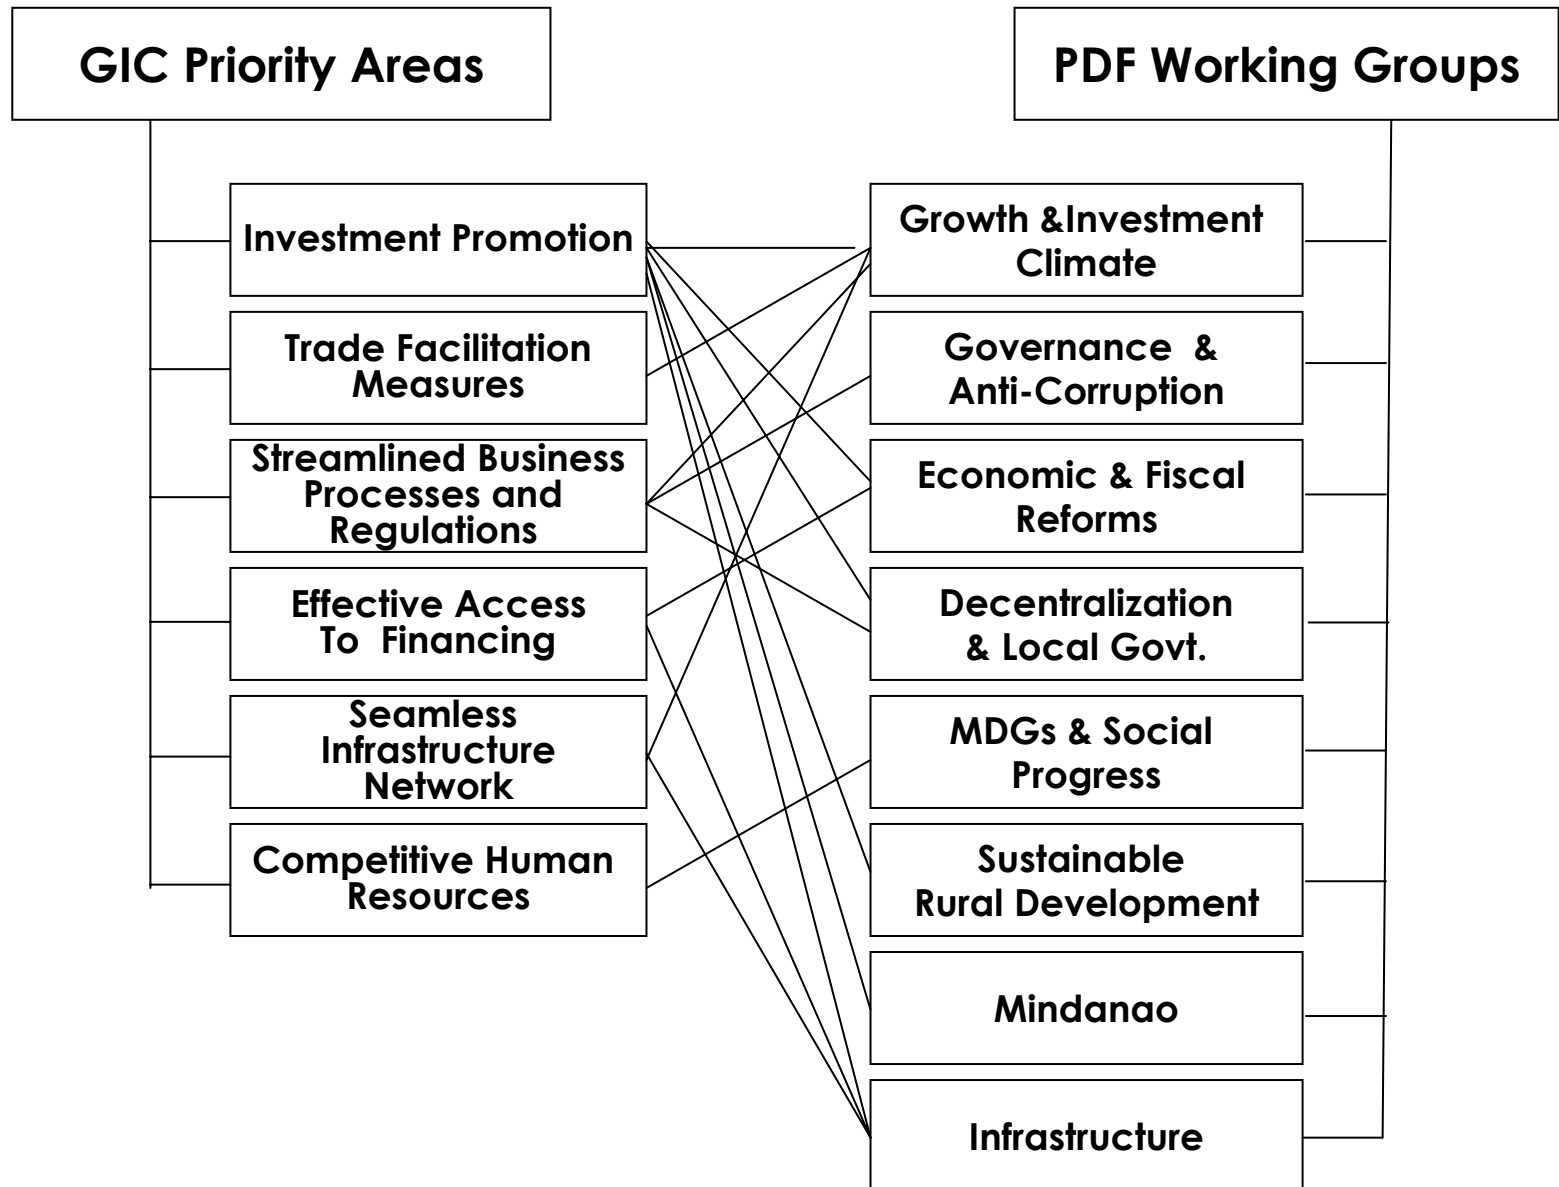 GIC Priority Areas
PDF Working Groups
Investment Promotion
Trade Facilitation
Measures
Streamlined Business
Processes and
Regulations
Effective Access
To Financing
Seamless
Infrastructure
Network
Competitive Human
Resources
Growth &Investment
Climate
Governance &
Anti-Corruption
Economic & Fiscal
Reforms
Decentralization
& Local Govt.
MDGs & Social
Progress
Sustainable
Rural Development
Mindanao
Infrastructure